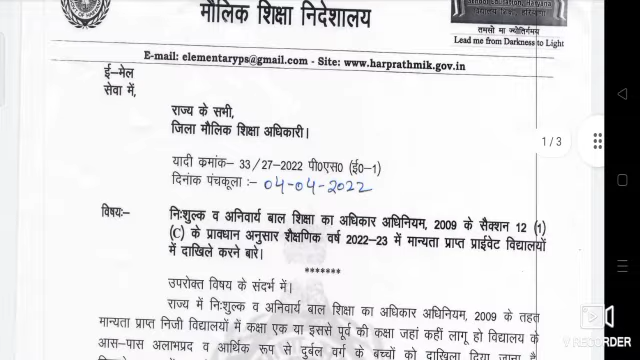 मौलिक शिक्षा निदेशालय
तमसो मा ज्योतिर्गमय
Lead me from Darkness to Light
E-mail: elementaryps@gmail.com - Site: www.harprathmik.gov.in
ई-मेल
सेवा में,
राज्य के सभी,
जिला मौलिक शिक्षा अधिकारी।
1/3
यादी क्रमांक- 33/27-2022 पी0एस0 (ई0-1)
दिनांक पंचकूला :- 04-04-2022
विषय:- निःशुल्क व अनिवार्य बाल शिक्षा का अधिकार अधिनियम, 2009 के सैक्शन 12 (1)
(C) के प्रावधान अनुसार शैक्षणिक वर्ष 2022-23 में मान्यता प्राप्त प्राईवेट विद्यालयों
में दाखिले करने बारे।
*******
उपरोक्त विषय के संदर्भ में।
राज्य में निःशुल्क व अनिवार्य बाल शिक्षा का अधिकार अधिनियम, 2009 के तहत
मान्यता प्राप्त निजी विद्यालयों में कक्षा एक या इससे पूर्व की कक्षा जहां कहीं लागू हो विद्यालय के
आस-पास अलाभप्रद व आर्थिक रूप से दुर्बल वर्ग के बच्चों को दाखिल दिया जाता है
V RECORDER